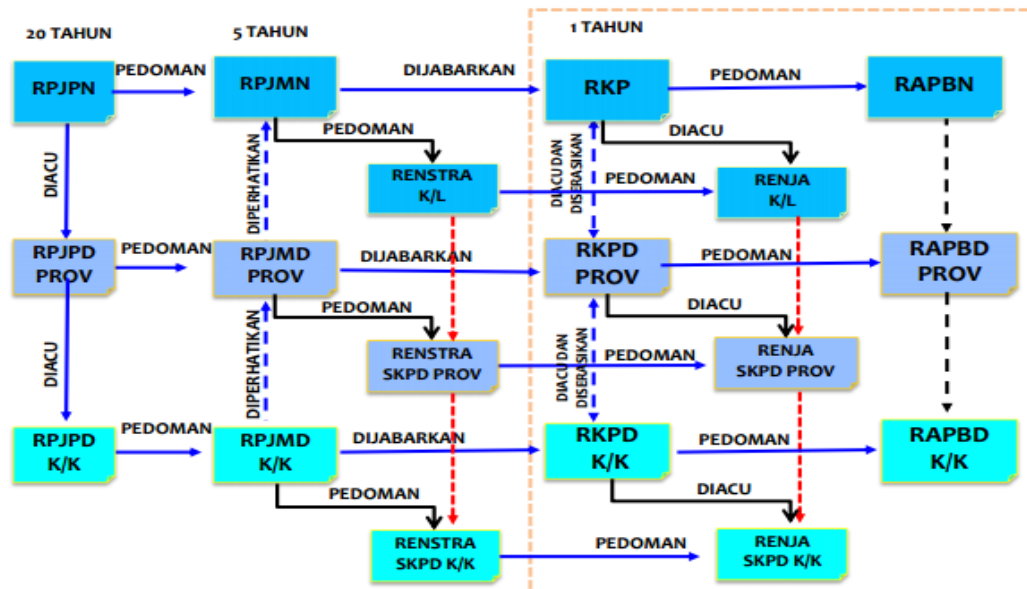 20 TAHUN
5 TAHUN
1 TAHUN
RPJPN
PEDOMAN
RPJMN
DIJABARKAN
RKP
PEDOMAN
RAPBN
PEDOMAN
DIACU
DIACU
DIPERHATIKAN
RENSTRA
K/L
PEDOMAN
DIACU DAN
DISERASIKAN
RENJA
K/L
RPJPD
PROV
PEDOMAN
RPJMD
PROV
DIJABARKAN
RKPD
PROV
PEDOMAN
RAPBD
PROV
PEDOMAN
DIACU
DIACU
DIPERHATIKAN
RENSTRA
SKPD PROV
PEDOMAN
DIACU DAN
DISERASIKAN
RENJA
SKPD PROV
RPJPD
K/K
PEDOMAN
RPJMD
K/K
DIJABARKAN
RKPD
K/K
PEDOMAN
RAPBD
K/K
PEDOMAN
DIACU
RENSTRA
SKPD K/K
PEDOMAN
RENJA
SKPD K/K